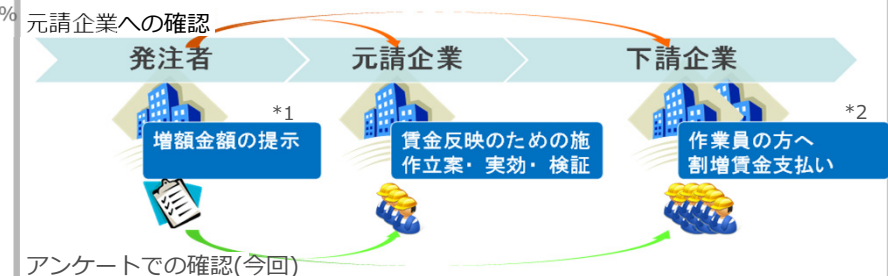 %
元請企業への確認
発注者
元請企業
下請企業
*1
*2
増額金額の提示
賃金反映のための施
作立案・実効・検証
作業員の方へ
割増賃金支払い
アンケートでの確認(今回)